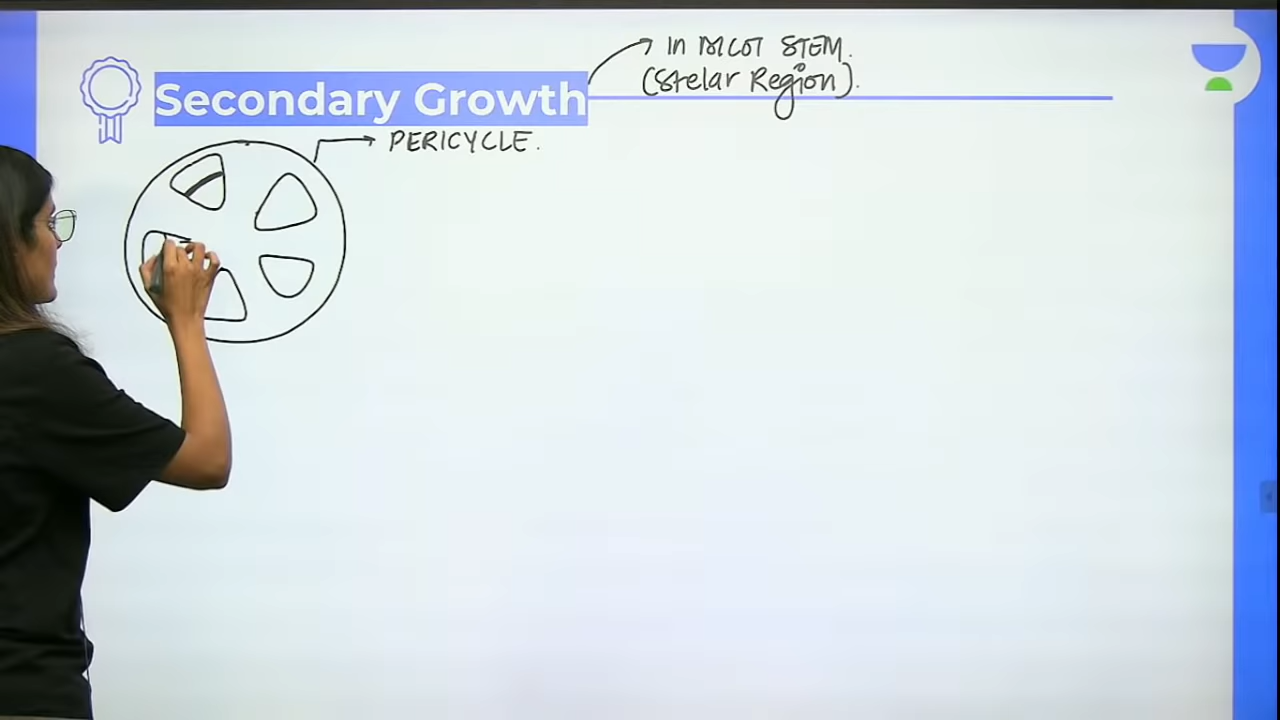 In DICOT STEM.
(Stelar Region).
Secondary Growth
PERICYCLE.